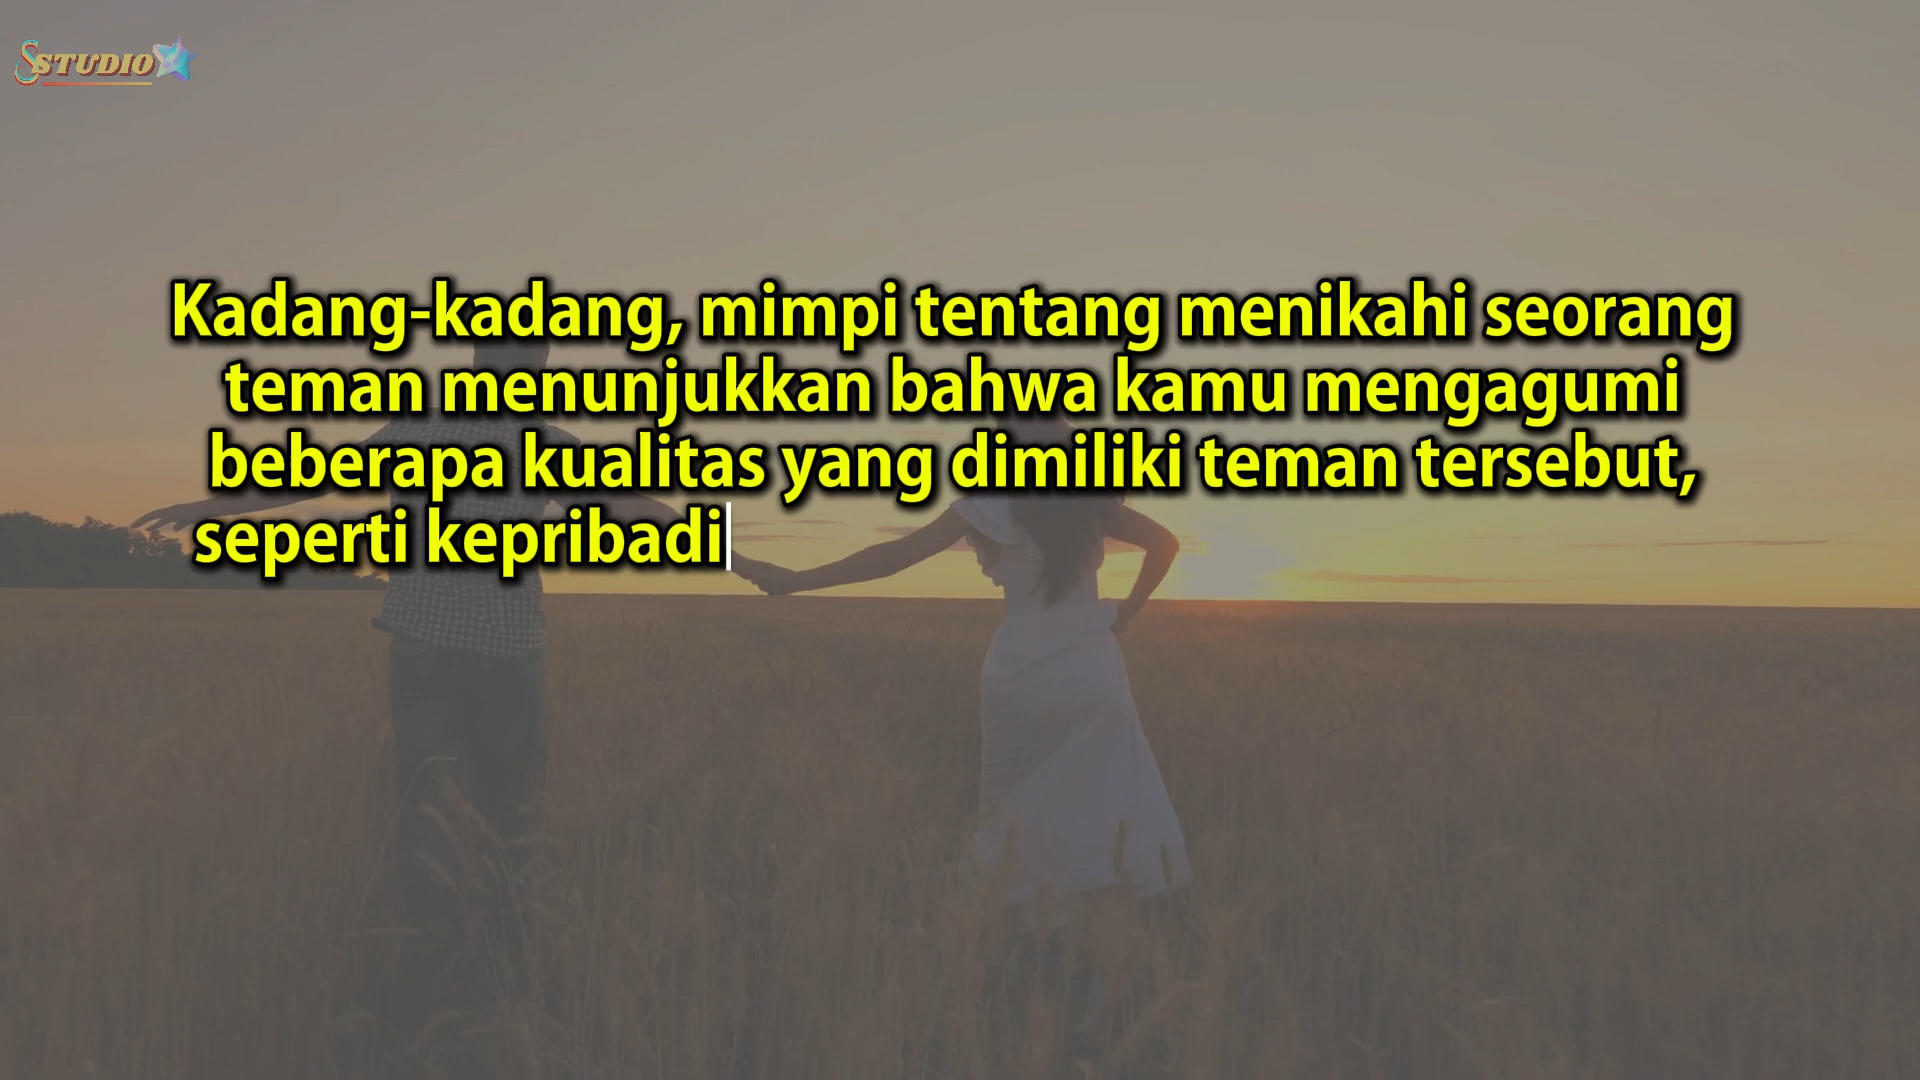 SSTUDIO
Kadang-kadang, mimpi tentang menikahi seorang
teman menunjukkan bahwa kamu mengagumi
beberapa kualitas yang dimiliki teman tersebut,
seperti kepribadi